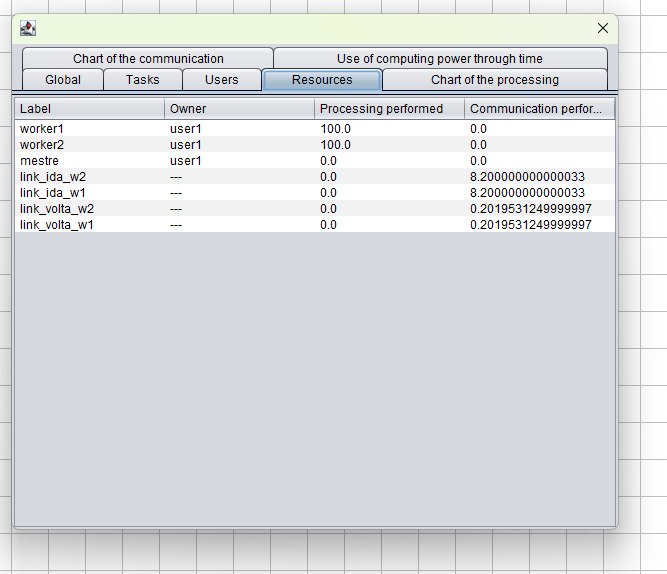 Chart of the communication Use of computing power through time
Global Tasks Users Resources Chart of the processing
Label Owner Processing performed Communication perfor...
worker1 user1 100.0 0.0
worker2 user1 100.0 0.0
mestre user1 0.0 0.0
link_ida_w2 --- 0.0 8.200000000000033
link_ida_w1 --- 0.0 8.200000000000033
link_volta_w2 --- 0.0 0.2019531249999997
link_volta_w1 --- 0.0 0.2019531249999997